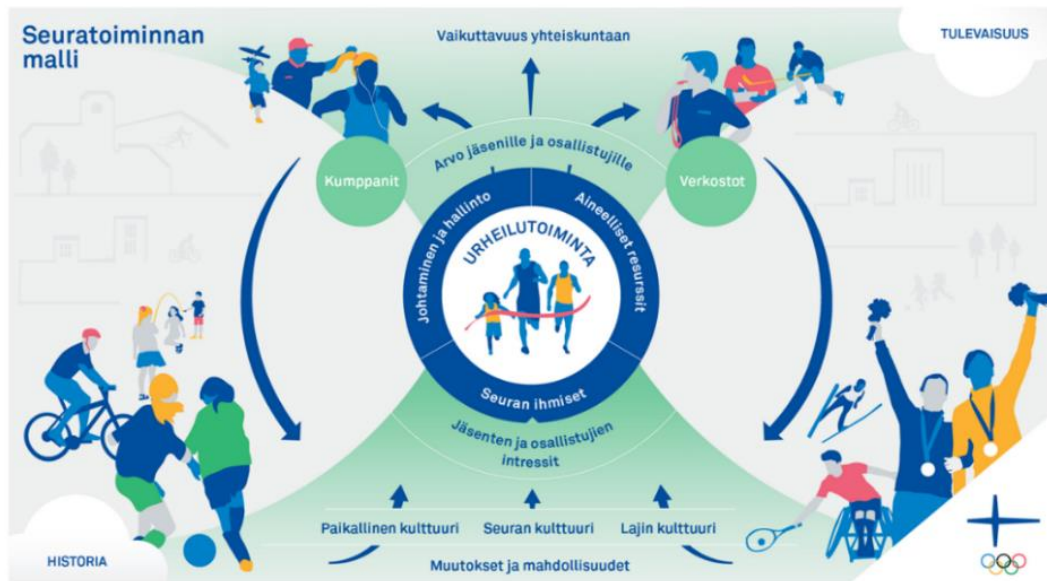 Seuratoiminnan
malli
Vaikuttavuus yhteiskuntaan
TULEVAISUUS
Arvo jäsenille ja osallistujille
Kumppanit
Verkostot
Johtaminen ja hallinto
Aineelliset resurssit
URHEILUTOIMINTA
Seuran ihmiset
Jäsenten ja osallistujien
intressit
Paikallinen kulttuuri
Seuran kulttuuri
Lajin kulttuuri
HISTORIA
Muutokset ja mahdollisuudet